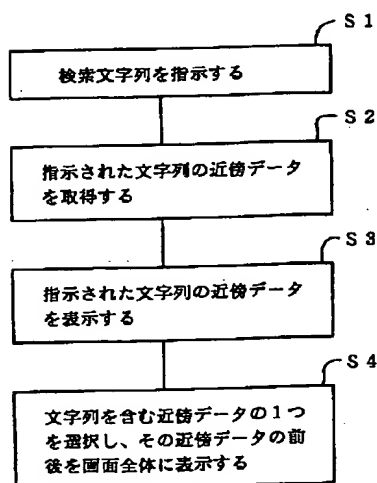 S1
検索文字列を指示する
S2
指示された文字列の近傍データ
を取得する
S3
指示された文字列の近傍データ
を表示する
S4
文字列を含む近傍データの1つ
を選択し、その近傍データの前
後を画面全体に表示する